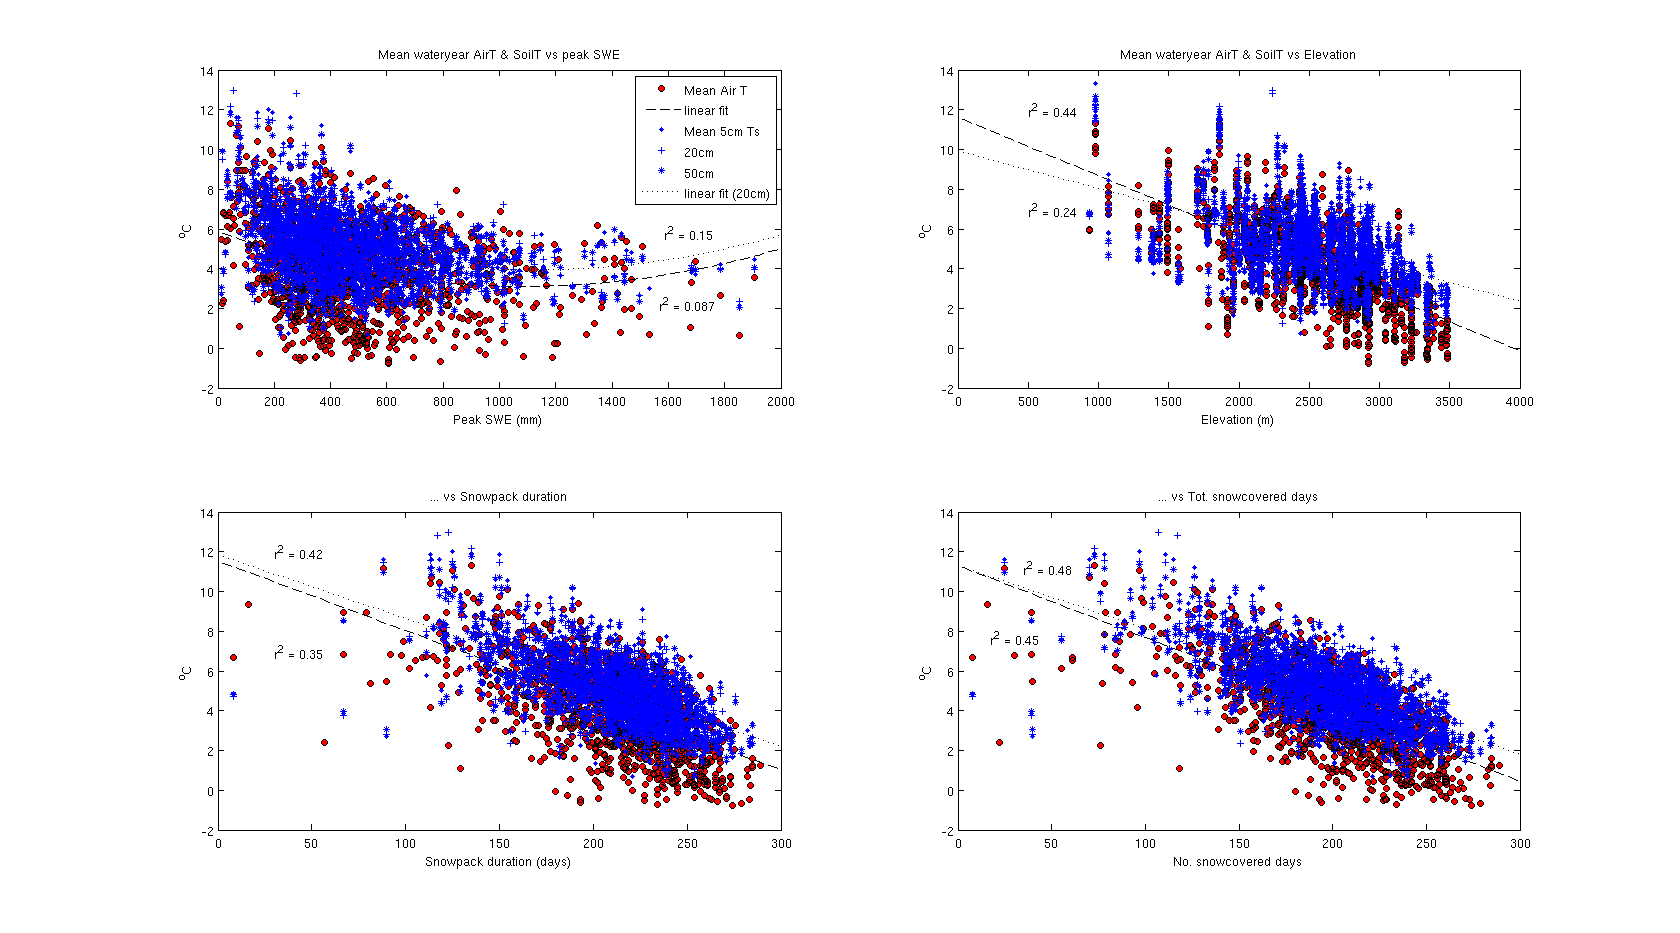 Mean wateryear AirT & SoilT vs peak SWE
14
12
10
8
6
4
2
0
-2
°C
Mean Air T
linear fit
Mean 5cm Ts
20cm
50cm
linear fit (20cm)
r² = 0.15
r² = 0.087
0 200 400 600 800 1000 1200 1400 1600 1800 2000
Peak SWE (mm)
Mean wateryear AirT & SoilT vs Elevation
14
12
10
8
6
4
2
0
-2
°C
r² = 0.44
r² = 0.24
0 500 1000 1500 2000 2500 3000 3500 4000
Elevation (m)
... vs Snowpack duration
14
12
10
8
6
4
2
0
-2
°C
r² = 0.42
r² = 0.35
0 50 100 150 200 250 300
Snowpack duration (days)
... vs Tot. snowcovered days
14
12
10
8
6
4
2
0
-2
°C
r² = 0.48
r² = 0.45
0 50 100 150 200 250 300
No. snowcovered days